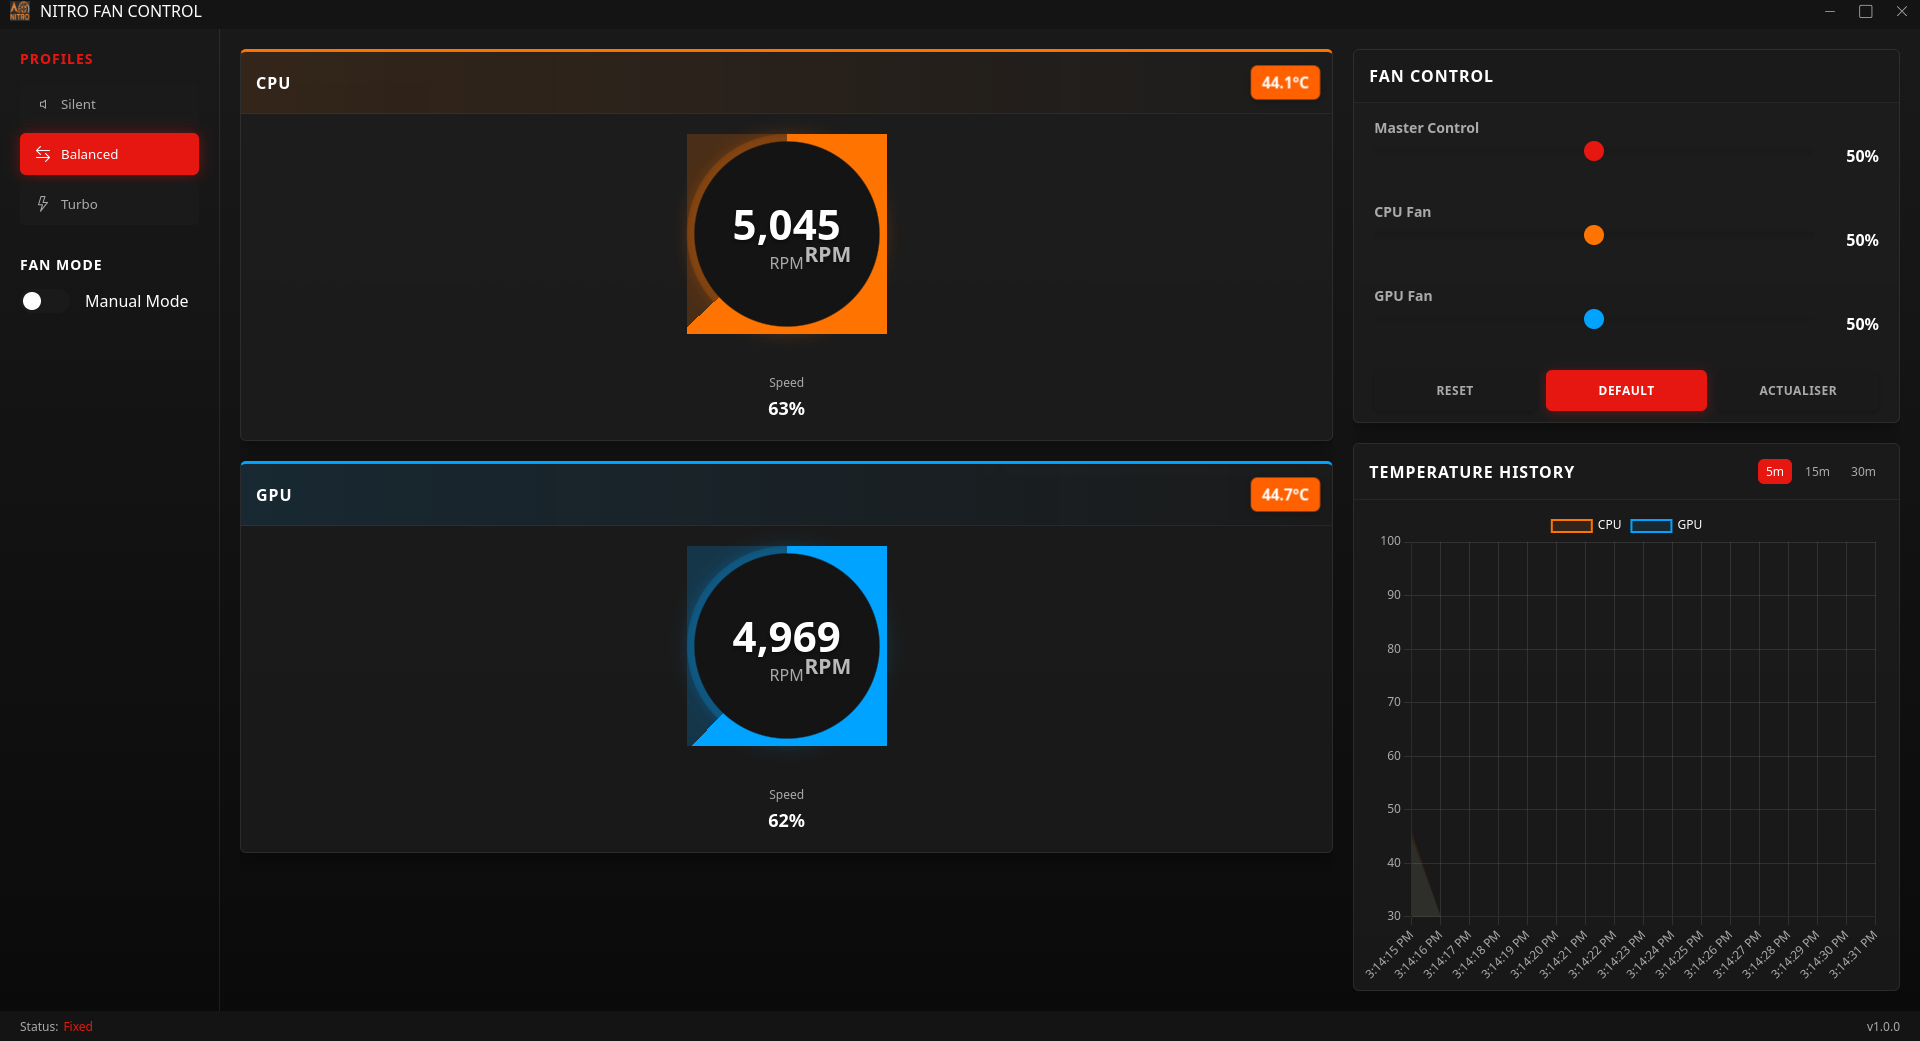 NITRO FAN CONTROL
PROFILES
Silent
Balanced
Turbo
FAN MODE
Manual Mode
CPU
44.1°C
5,045
RPM
RPM
Speed
63%
GPU
44.7°C
4,969
RPM
RPM
Speed
62%
FAN CONTROL
Master Control
50%
CPU Fan
50%
GPU Fan
50%
RESET DEFAULT ACTUALISER
TEMPERATURE HISTORY
5m 15m 30m
CPU GPU
100
90
80
70
60
50
40
30
3:14:15 PM
3:14:16 PM
3:14:17 PM
3:14:18 PM
3:14:19 PM
3:14:20 PM
3:14:21 PM
3:14:22 PM
3:14:23 PM
3:14:24 PM
3:14:25 PM
3:14:26 PM
3:14:27 PM
3:14:28 PM
3:14:29 PM
3:14:30 PM
3:14:31 PM
Status: Fixed
v1.0.0